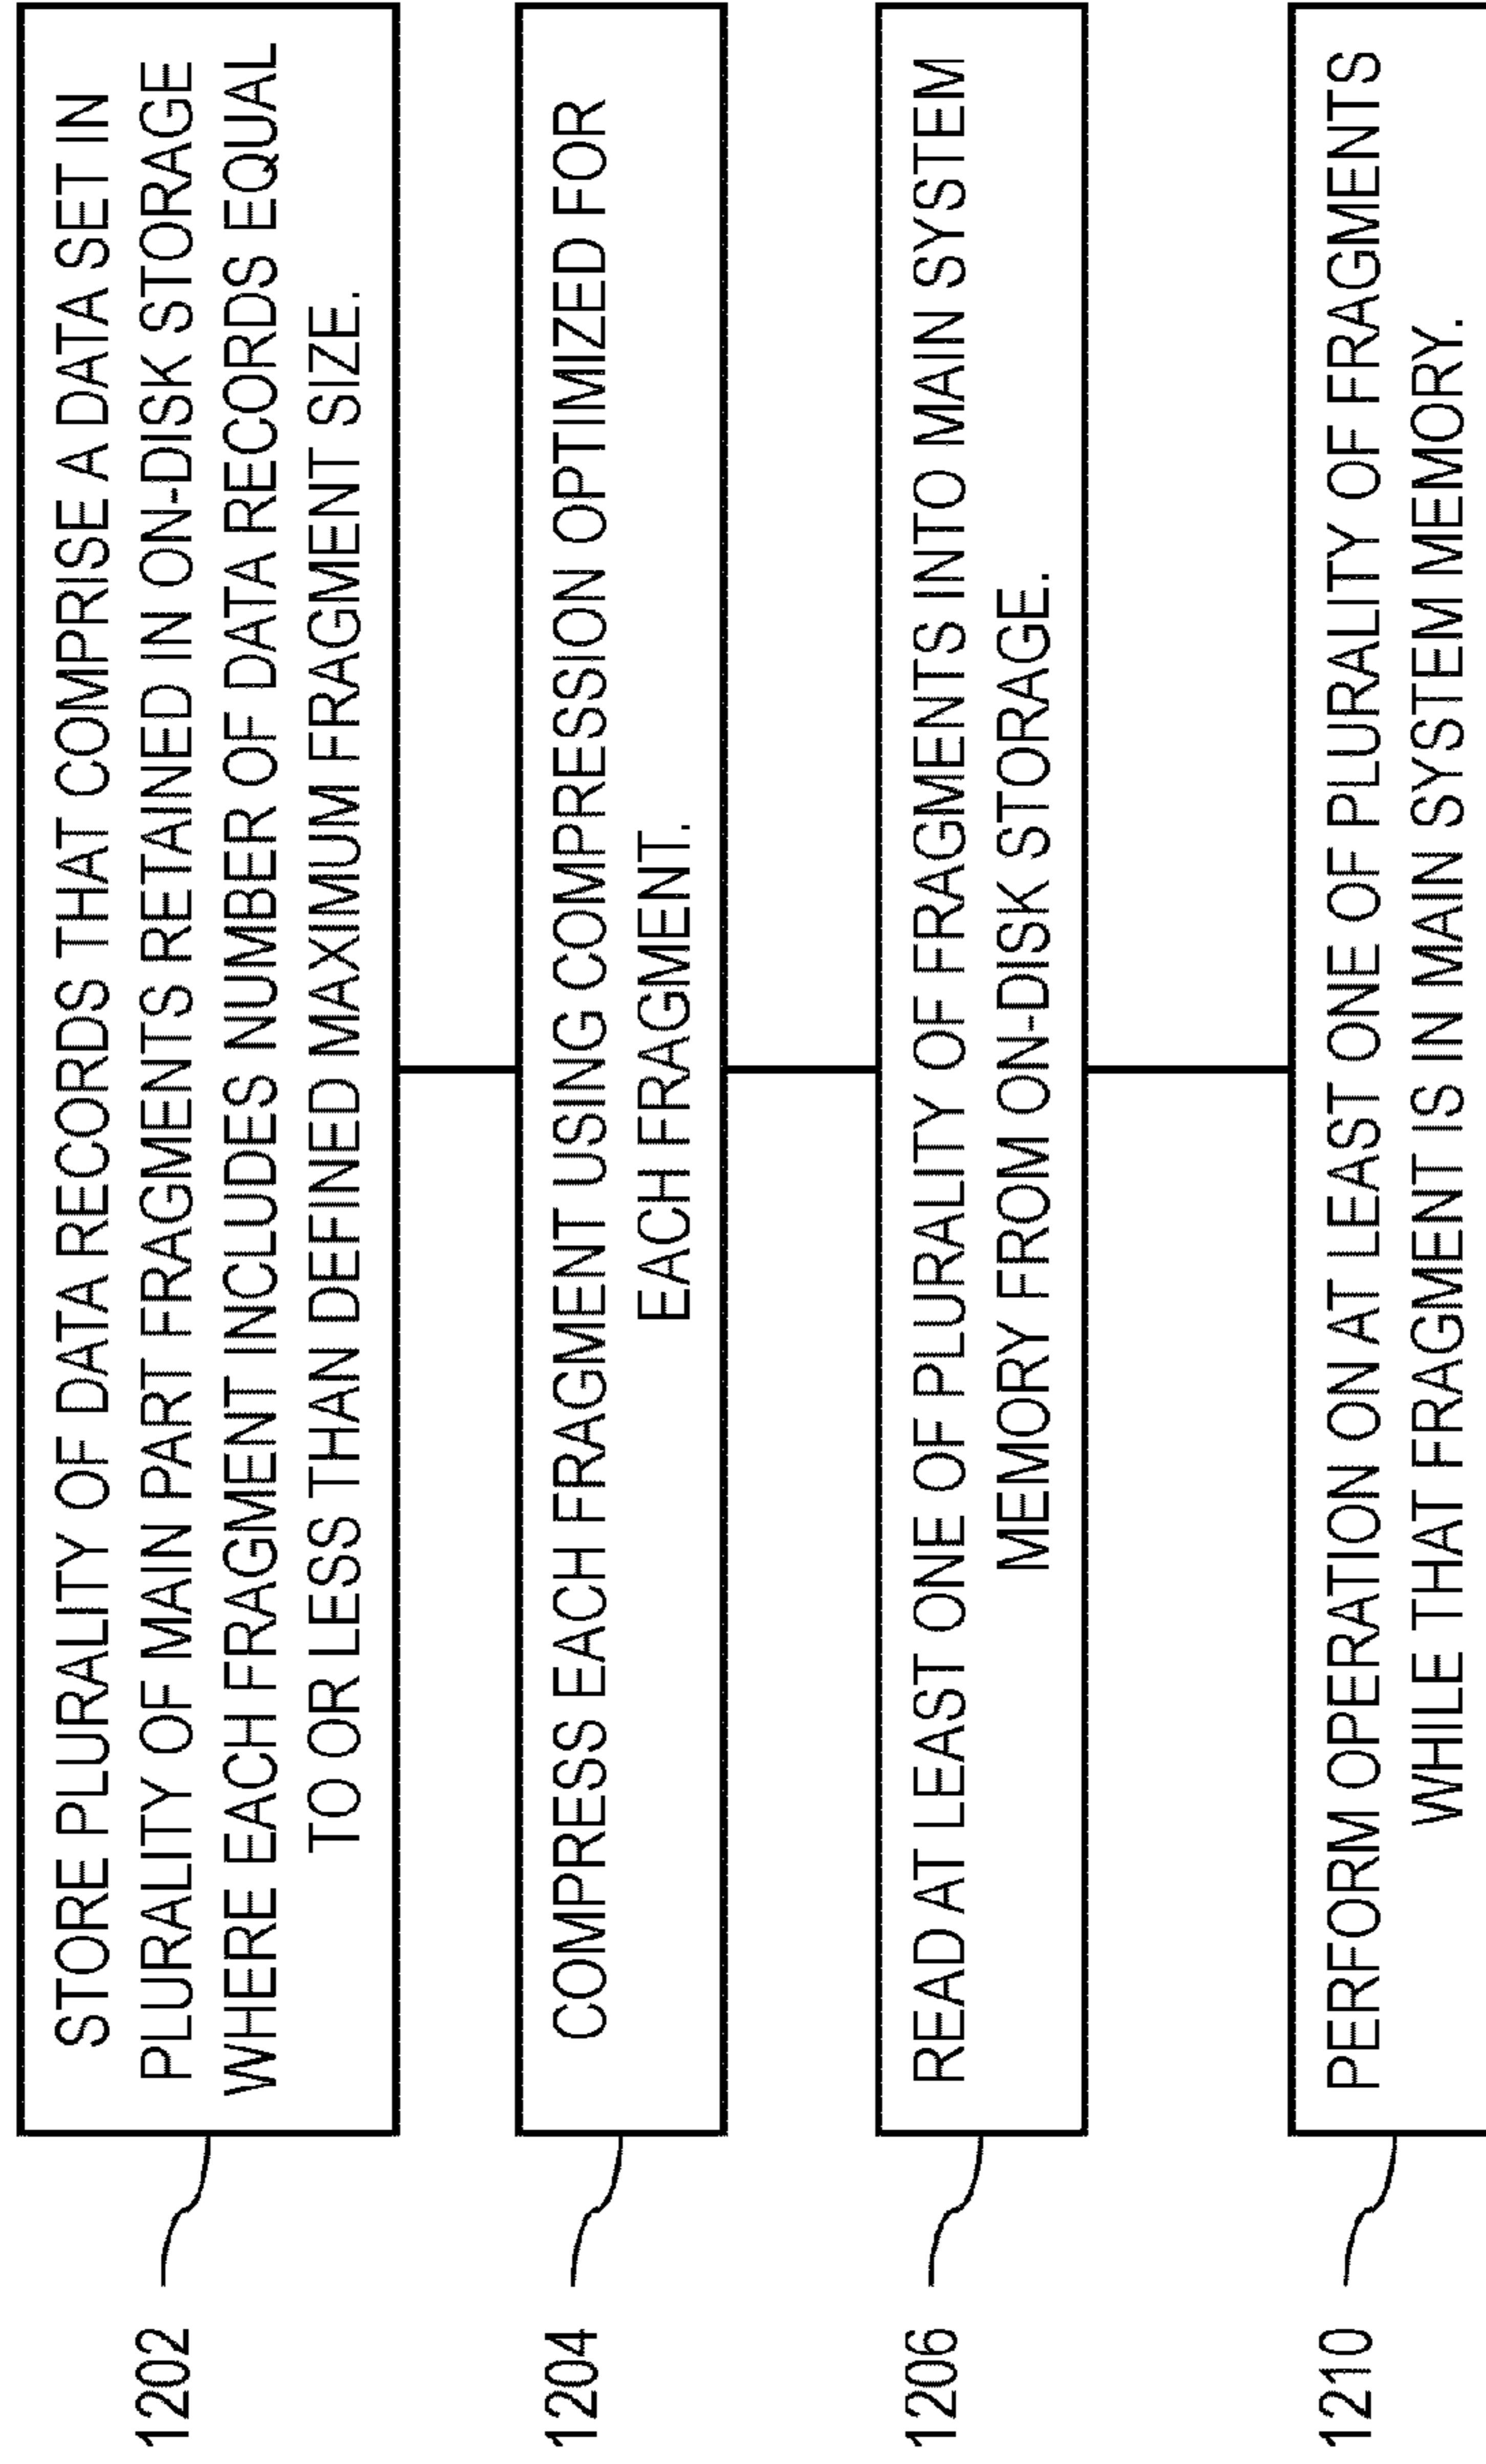 1202
STORE PLURALITY OF DATA RECORDS THAT COMPRISE A DATA SET IN
PLURALITY OF MAIN PART FRAGMENTS RETAINED IN ON-DISK STORAGE
WHERE EACH FRAGMENT INCLUDES NUMBER OF DATA RECORDS EQUAL
TO OR LESS THAN DEFINED MAXIMUM FRAGMENT SIZE.
1204
COMPRESS EACH FRAGMENT USING COMPRESSION OPTIMIZED FOR
EACH FRAGMENT.
1206
READ AT LEAST ONE OF PLURALITY OF FRAGMENTS INTO MAIN SYSTEM
MEMORY FROM ON-DISK STORAGE.
1210
PERFORM OPERATION ON AT LEAST ONE OF PLURALITY OF FRAGMENTS
WHILE THAT FRAGMENT IS IN MAIN SYSTEM MEMORY.